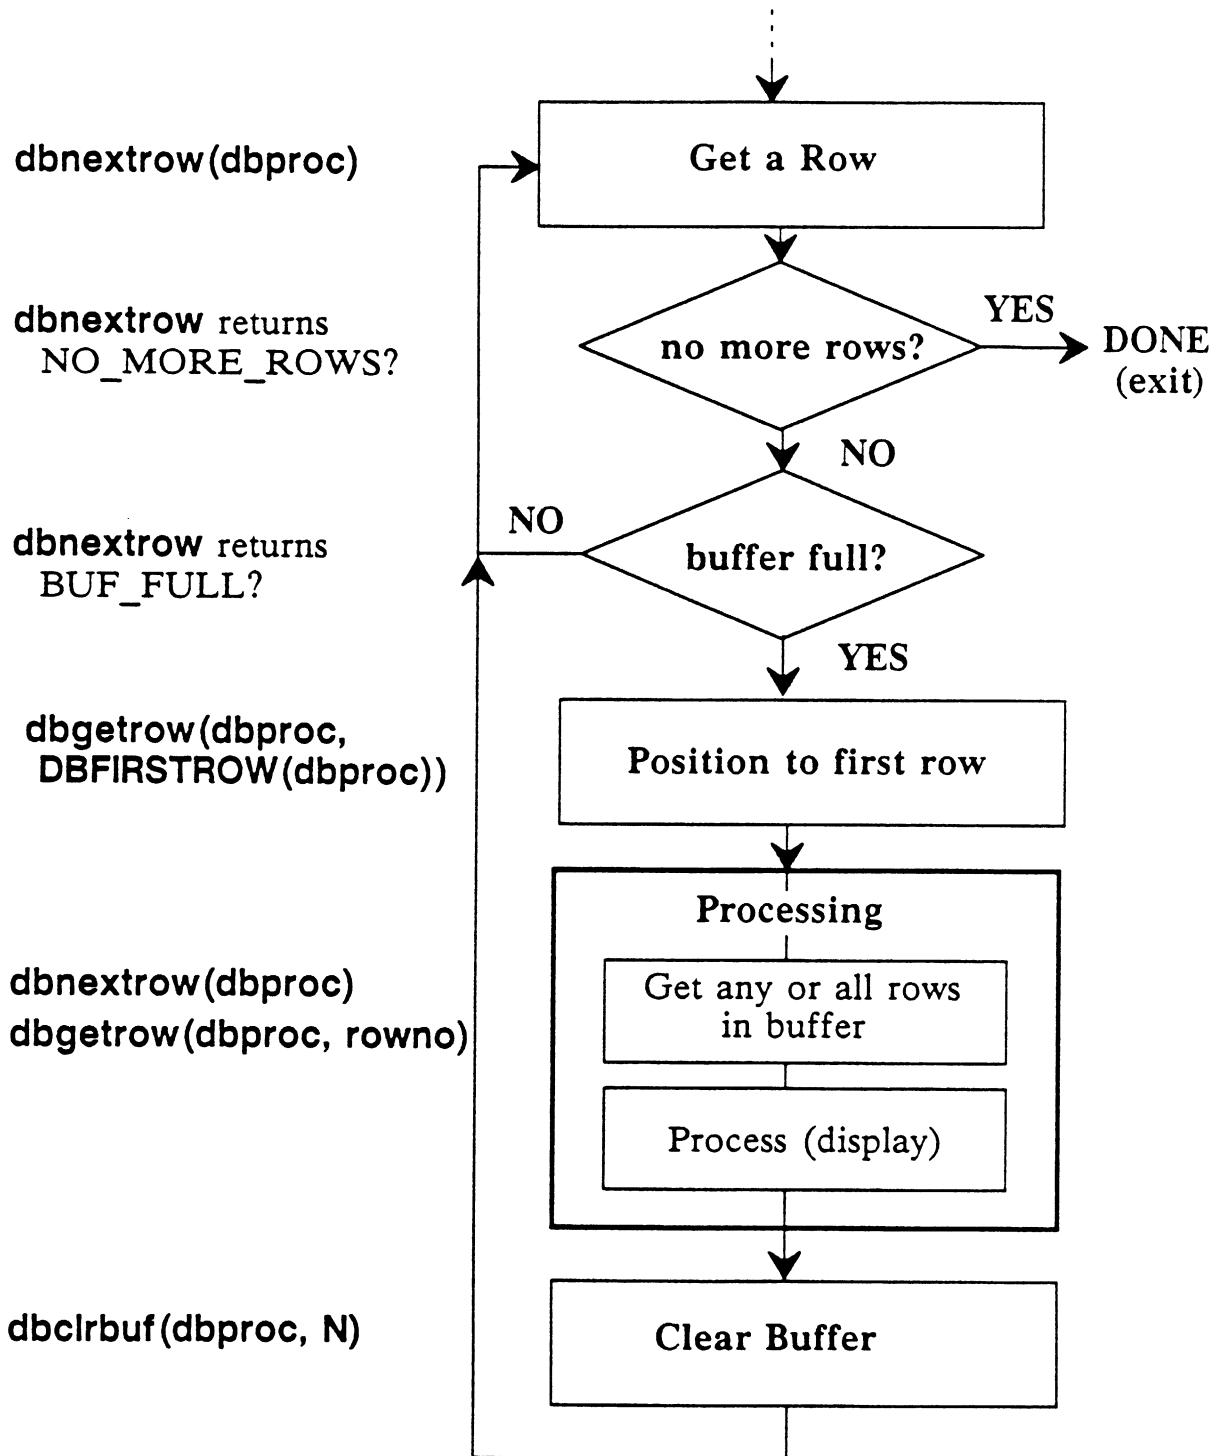 dbnextrow(dbproc)
Get a Row
dbnextrow returns
NO_MORE_ROWS?
no more rows?
YES
DONE
(exit)
NO
dbnextrow returns
BUF_FULL?
NO
buffer full?
YES
dbgetrow(dbproc,
DBFIRSTROW(dbproc))
Position to first row
Processing
dbnextrow(dbproc)
dbgetrow(dbproc, rowno)
Get any or all rows
in buffer
Process (display)
dbclrbuf(dbproc, N)
Clear Buffer